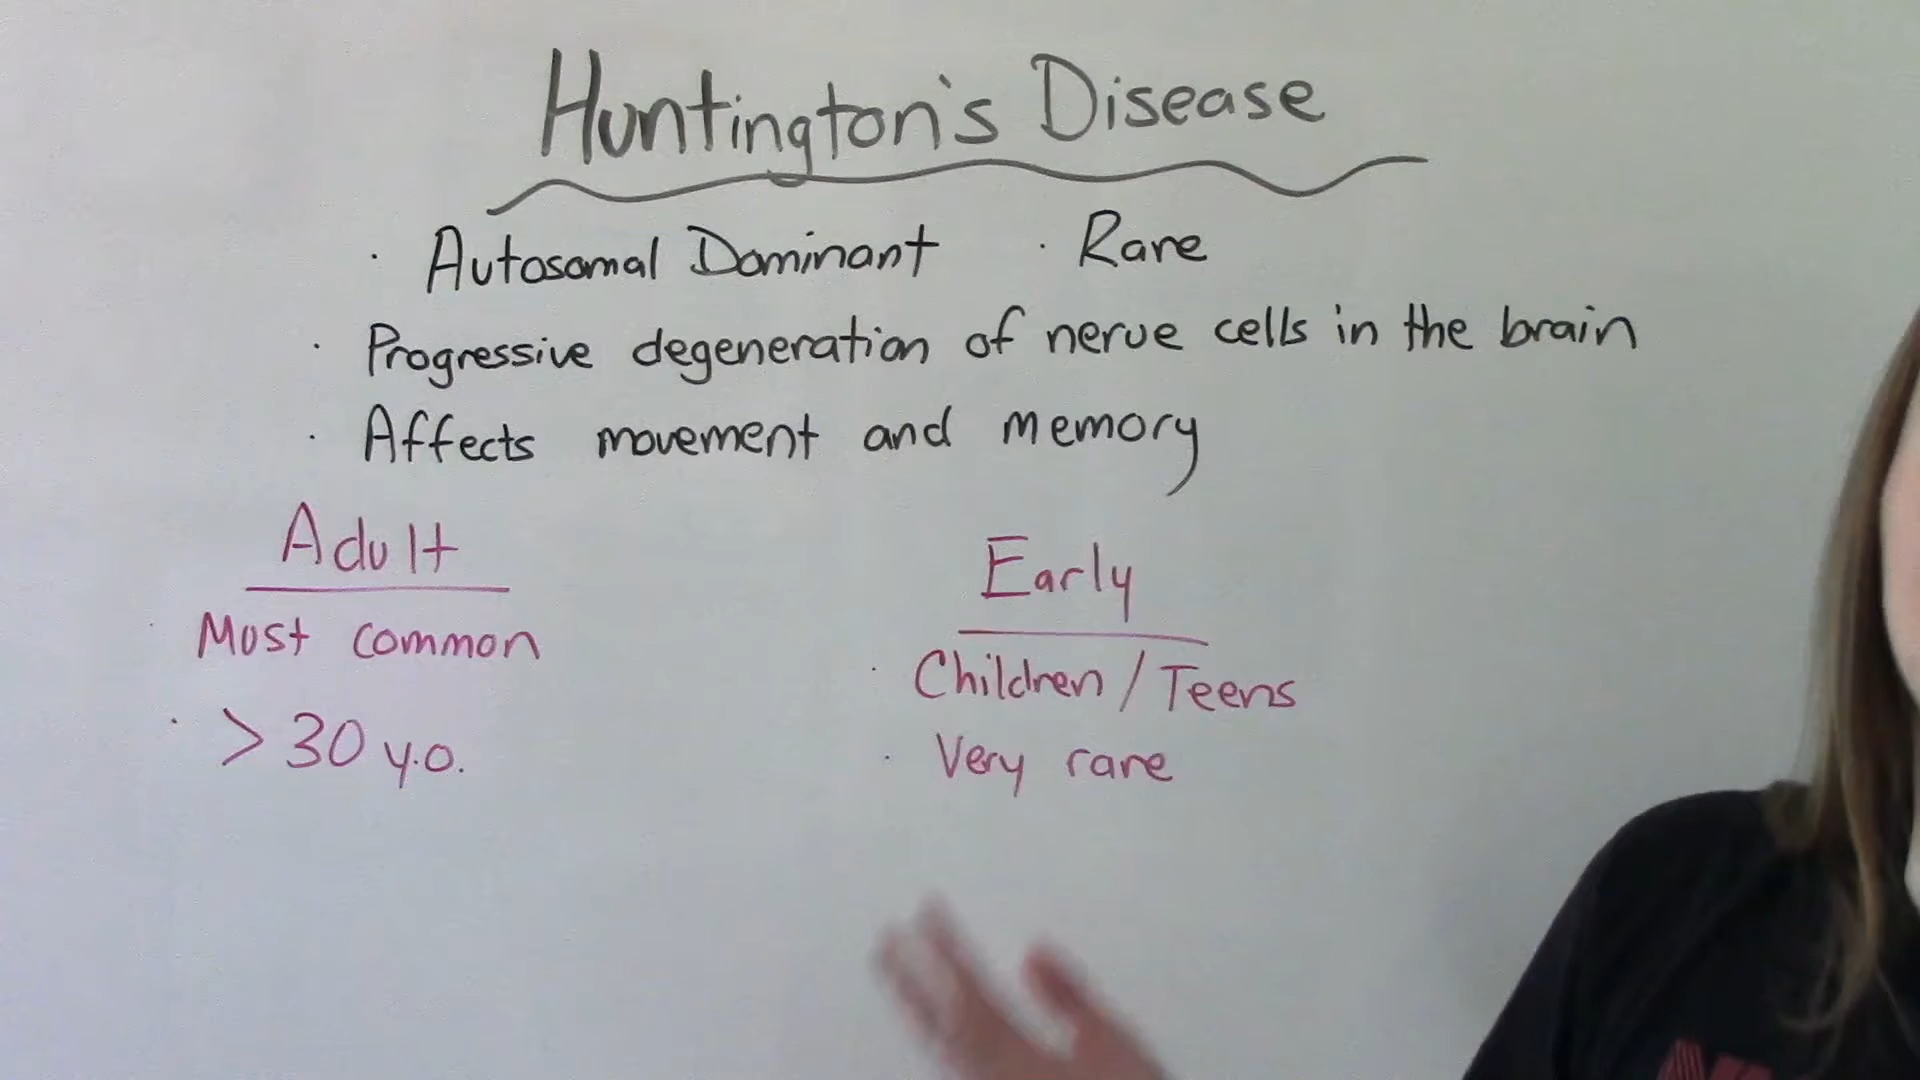 Huntington's Disease
· Autosomal Dominant · Rare
· Progressive degeneration of nerve cells in the brain
· Affects movement and memory
Adult
· Most common
· > 30 y.o.
Early
· Children / Teens
· Very rare